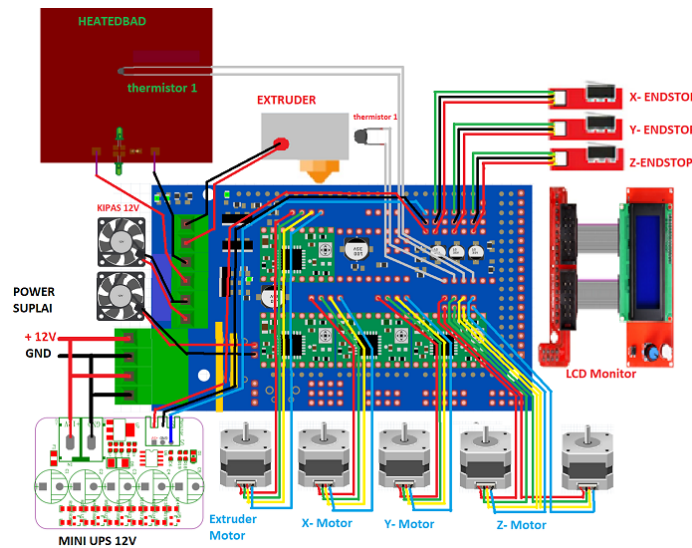 HEATEDBAD
thermistor 1
EXTRUDER
thermistor 1
X- ENDSTOP
Y- ENDSTOP
Z-ENDSTOP
KIPAS 12V
POWER
SUPLAI
+ 12V
GND
LCD Monitor
Extruder
Motor
X- Motor
Y- Motor
Z- Motor
MINI UPS 12V